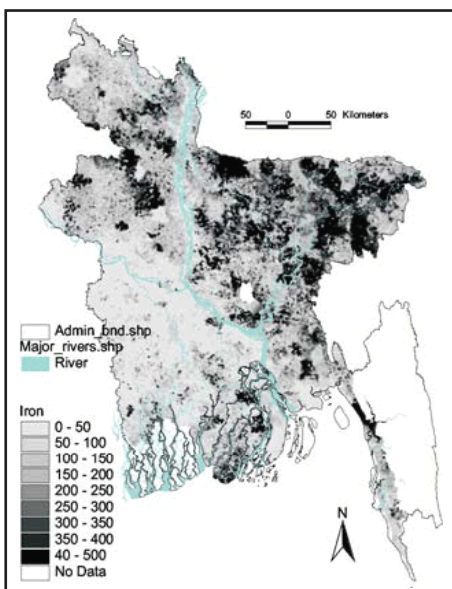 50 0 50 Kilometers
Admin_bnd.shp
Major_rivers.shp
River
Iron
0 - 50
50 - 100
100 - 150
150 - 200
200 - 250
250 - 300
300 - 350
350 - 400
40 - 500
No Data
N